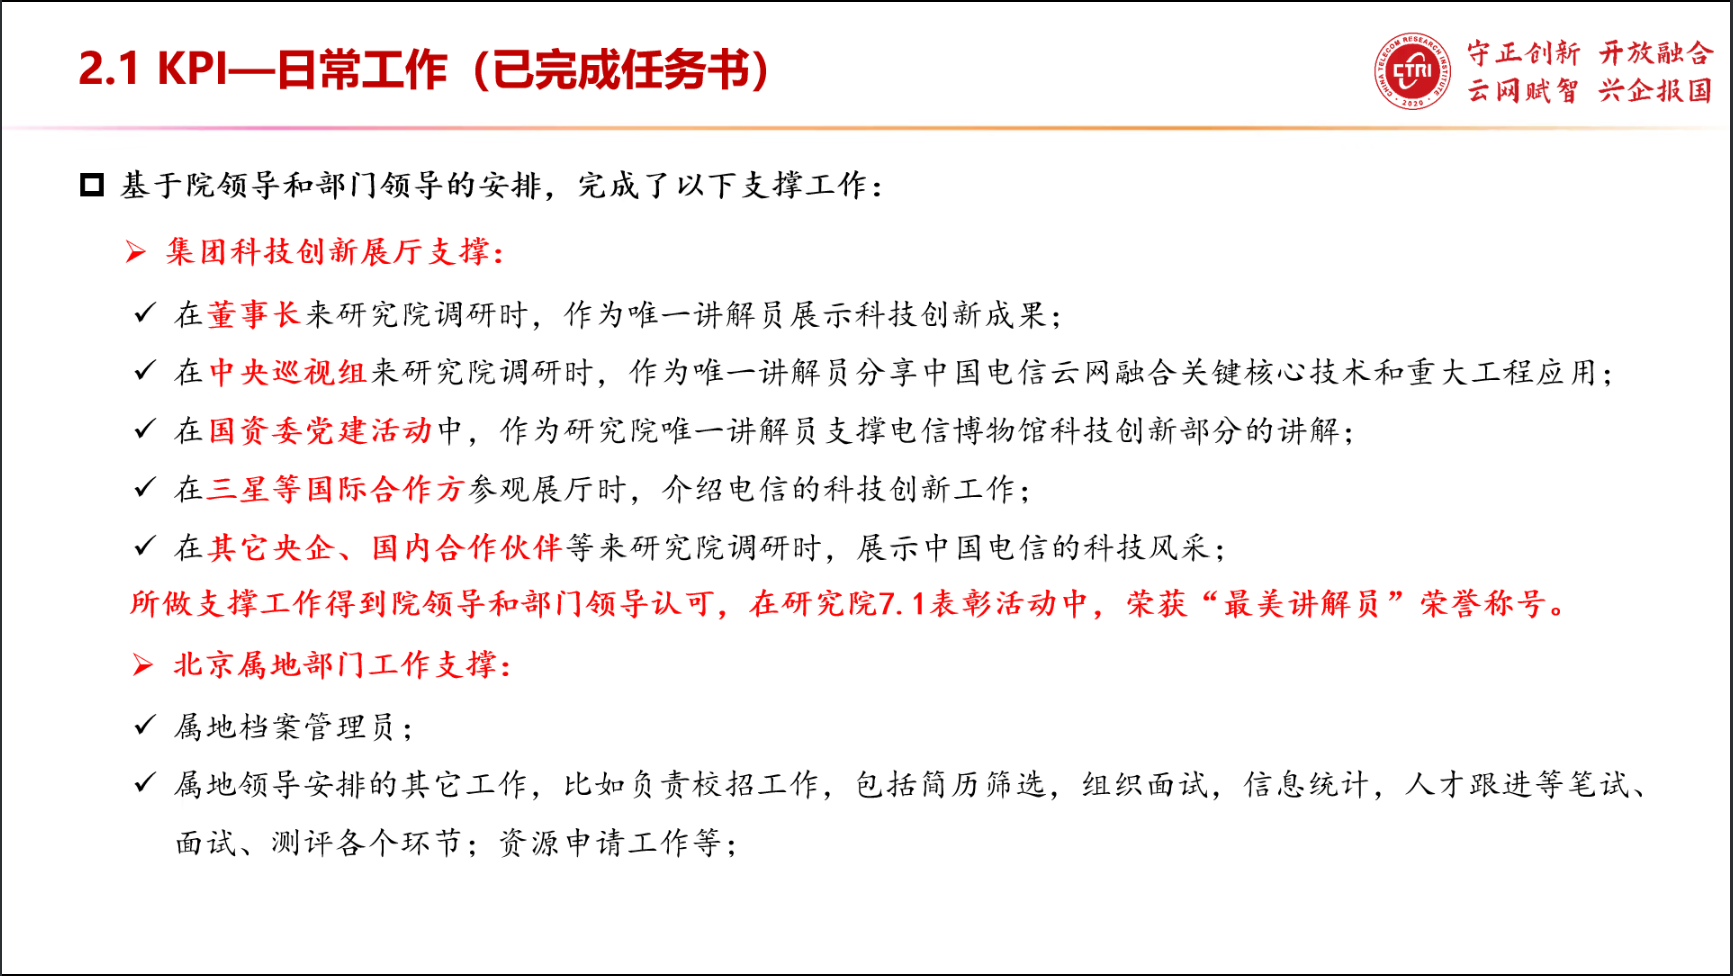 2.1 KPI—日常工作（已完成任务书）
CHINA TELECOM RESEARCH INSTITUTE
CTRI
· 2020 ·
守正创新 开放融合
云网赋智 兴企报国
基于院领导和部门领导的安排，完成了以下支撑工作：
集团科技创新展厅支撑：
在董事长来研究院调研时，作为唯一讲解员展示科技创新成果；
在中央巡视组来研究院调研时，作为唯一讲解员分享中国电信云网融合关键核心技术和重大工程应用；
在国资委党建活动中，作为研究院唯一讲解员支撑电信博物馆科技创新部分的讲解；
在三星等国际合作方参观展厅时，介绍电信的科技创新工作；
在其它央企、国内合作伙伴等来研究院调研时，展示中国电信的科技风采；
所做支撑工作得到院领导和部门领导认可，在研究院7.1表彰活动中，荣获“最美讲解员”荣誉称号。
北京属地部门工作支撑：
属地档案管理员；
属地领导安排的其它工作，比如负责校招工作，包括简历筛选，组织面试，信息统计，人才跟进等笔试、
面试、测评各个环节；资源申请工作等；